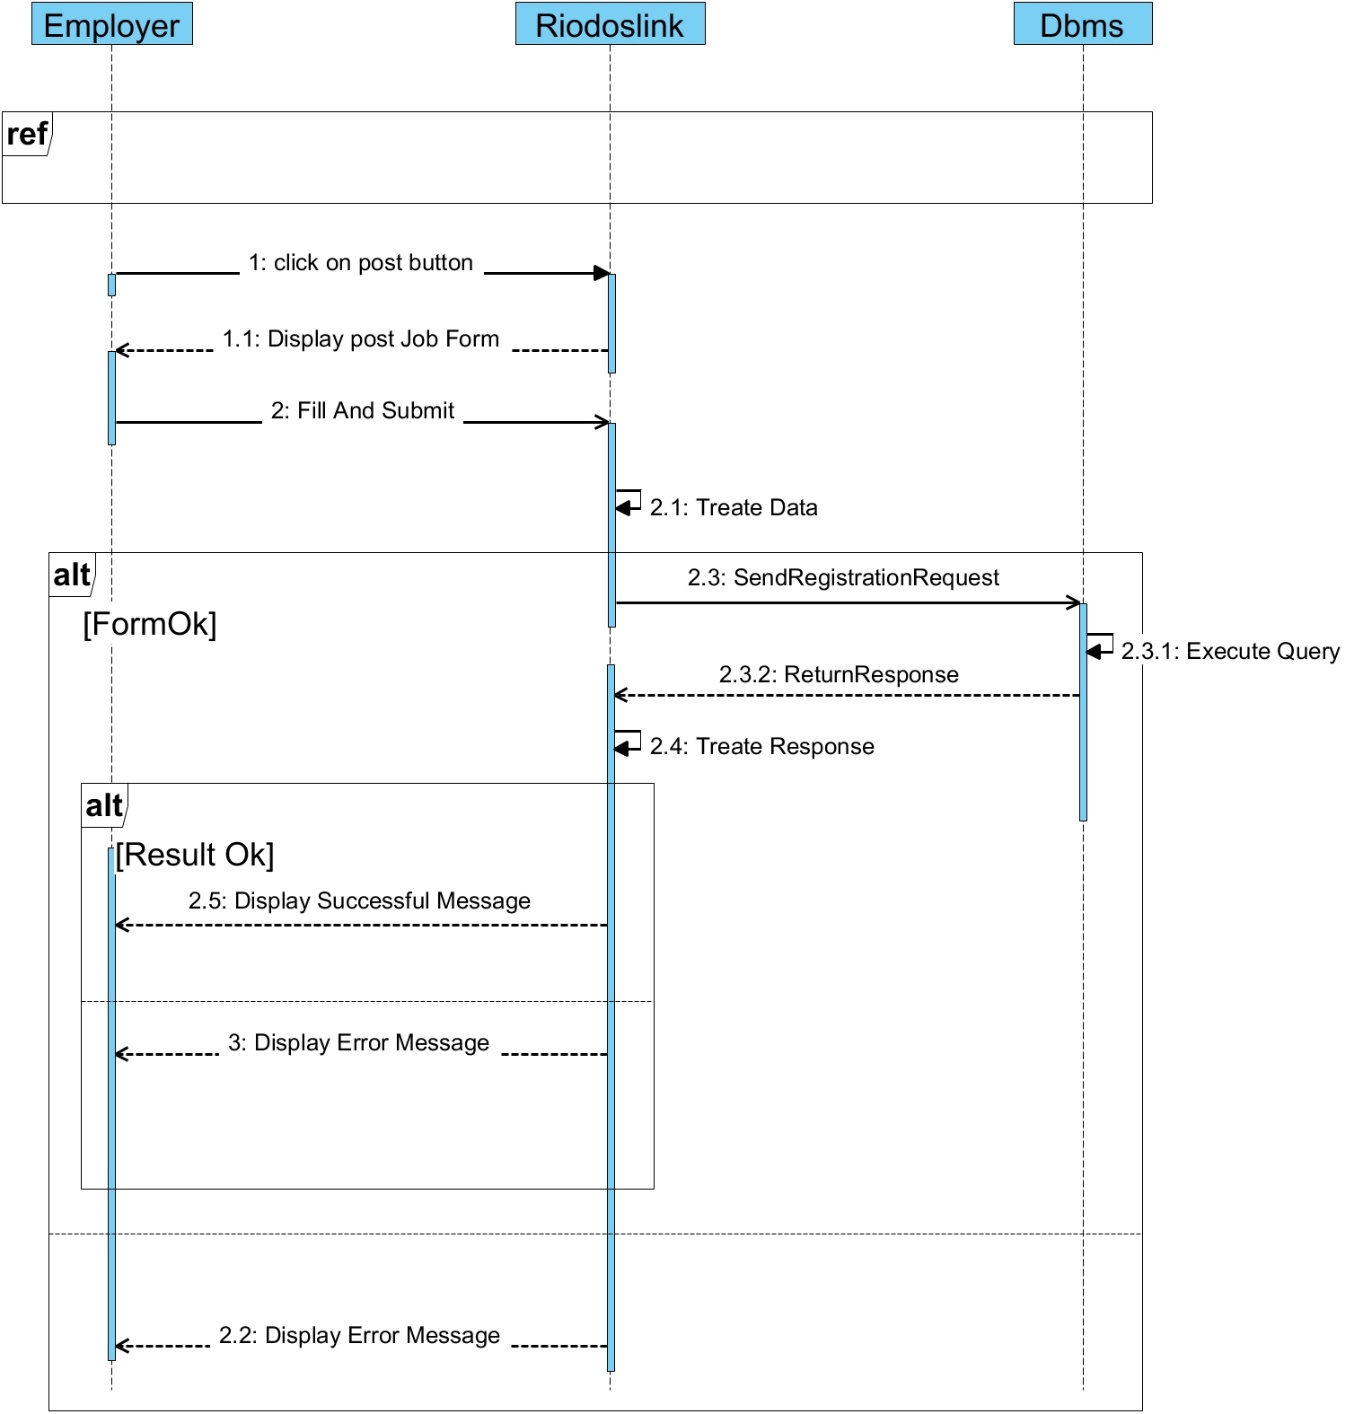 Employer
Riodoslink
Dbms
ref
1: click on post button
1.1: Display post Job Form
2: Fill And Submit
2.1: Treate Data
alt
2.3: SendRegistrationRequest
[FormOk]
2.3.1: Execute Query
2.3.2: ReturnResponse
2.4: Treate Response
alt
[Result Ok]
2.5: Display Successful Message
3: Display Error Message
2.2: Display Error Message